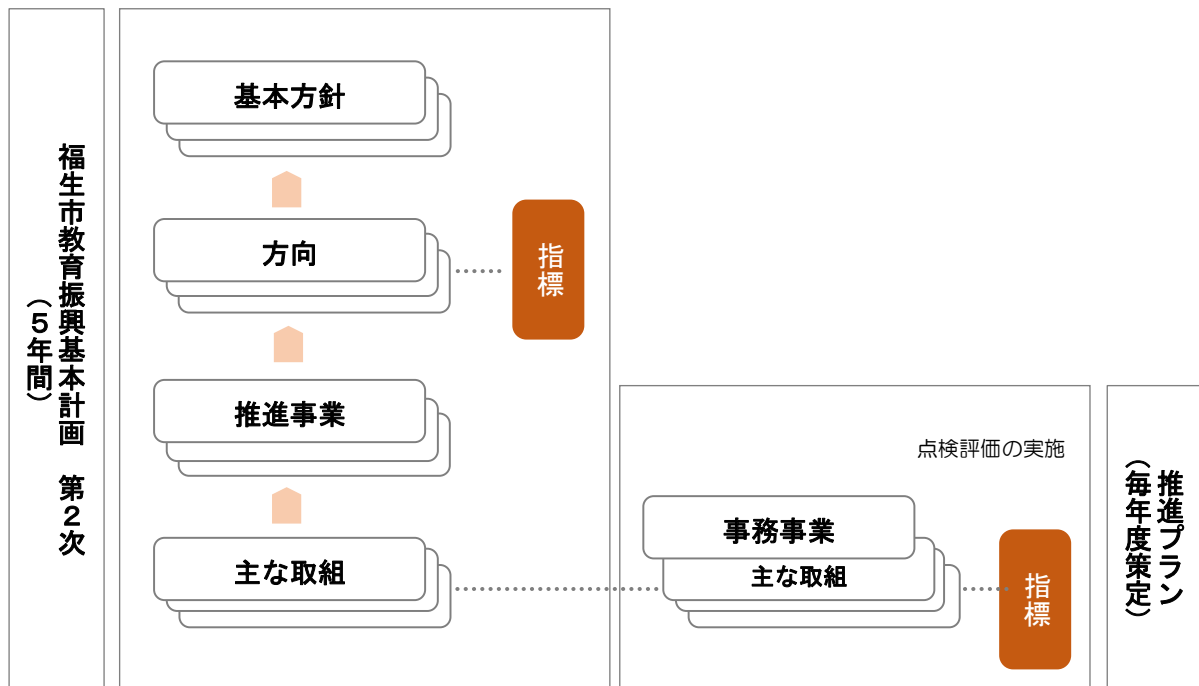 福生市教育振興基本計画　第２次
（５年間）
基本方針
方向
指標
推進事業
主な取組
点検評価の実施
事務事業
主な取組
指標
推進プラン
（毎年度策定）